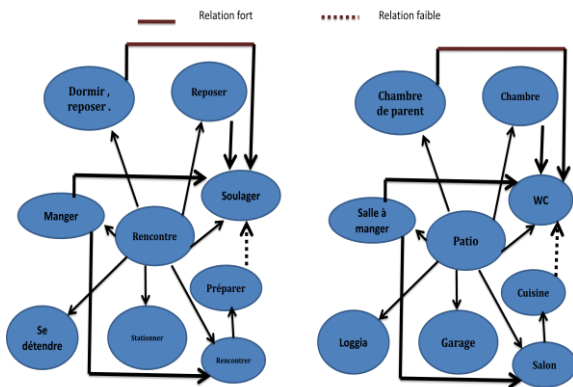 Relation fort
Relation faible
Dormir ,
reposer .
Reposer
Soulager
Manger
Rencontre
Préparer
Se
détendre
Stationner
Rencontrer
Chambre
de parent
Chambre
WC
Salle à
manger
Patio
Cuisine
Loggia
Garage
Salon